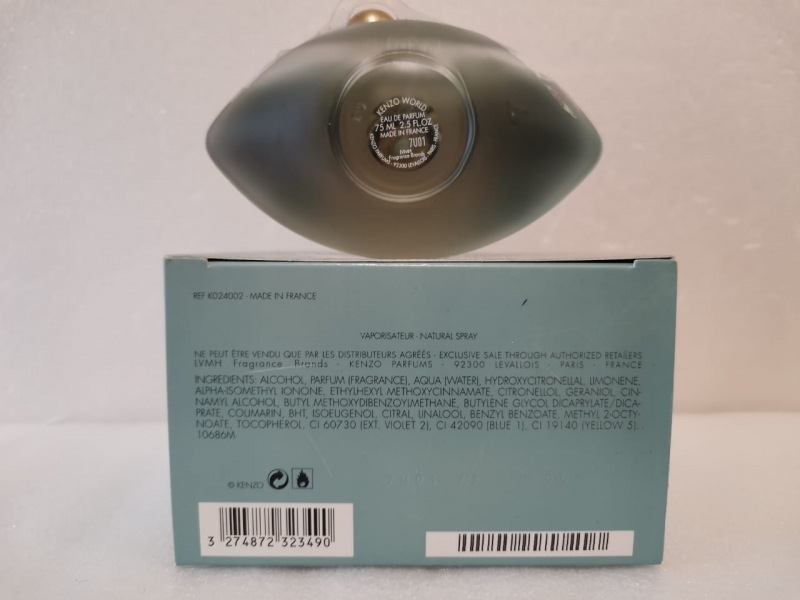 KENZO WORLD
EAU DE PARFUM
75 ML 2.5 FL.OZ
MADE IN FRANCE
7U01
LVMH
Fragrance Brands
92300 LEVALLOIS
REF K024002 - MADE IN FRANCE
VAPORISATEUR - NATURAL SPRAY
NE PEUT ÊTRE VENDU QUE PAR LES DISTRIBUTEURS AGRÉÉS - EXCLUSIVE SALE THROUGH AUTHORIZED RETAILERS
LVMH Fragrance Brands - KENZO PARFUMS - 92300 LEVALLOIS - PARIS - FRANCE
INGREDIENTS: ALCOHOL, PARFUM (FRAGRANCE), AQUA (WATER), HYDROXYCITRONELLAL, LIMONENE,
ALPHA-ISOMETHYL IONONE, ETHYLHEXYL METHOXYCINNAMATE, CITRONELLOL, GERANIOL, CIN-
NAMYL ALCOHOL, BUTYL METHOXYDIBENZOYLMETHANE, BUTYLENE GLYCOL DICAPRYLATE/DICA-
PRATE, COUMARIN, BHT, ISOEUGENOL, CITRAL, LINALOOL, BENZYL BENZOATE, METHYL 2-OCTY-
NOATE, TOCOPHEROL, CI 60730 (EXT. VIOLET 2), CI 42090 (BLUE 1), CI 19140 (YELLOW 5).
10686M
© KENZO
3 274872 323490